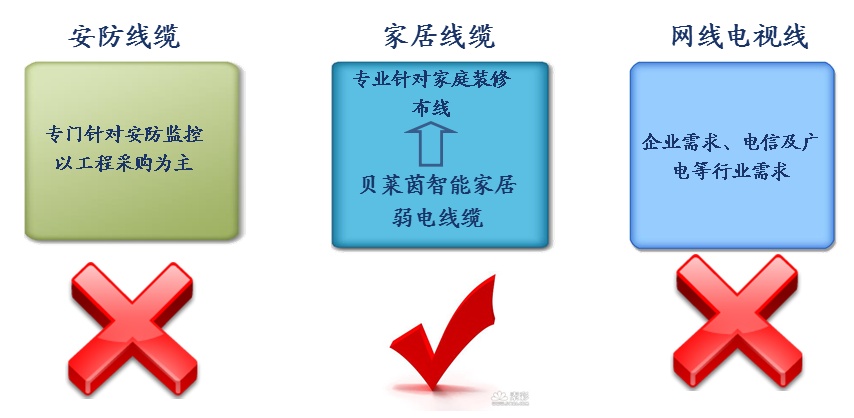 安防线缆
家居线缆
网线电视线
专门针对安防监控
以工程采购为主
专业针对家庭装修
布线
贝莱茵智能家居
弱电线缆
企业需求、电信及广
电等行业需求